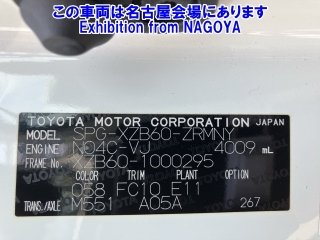 この車両は名古屋会場にあります
Exhibition from NAGOYA
TOYOTA MOTOR CORPORATION JAPAN
MODEL SPG-XZB60-ZRMNY
ENGINE N04C-VJ 4009 mL
FRAME No. XZB60-1000295
COLOR TRIM PLANT OPTION
058 FC10 E11
TRANS./AXLE M551 A05A 267